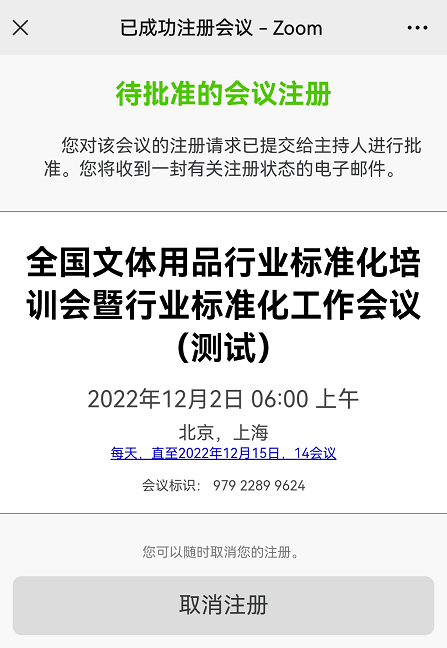 已成功注册会议 - Zoom
待批准的会议注册
您对该会议的注册请求已提交给主持人进行批
准。您将收到一封有关注册状态的电子邮件。
全国文体用品行业标准化培
训会暨行业标准化工作会议
（测试）
2022年12月2日 06:00 上午
北京，上海
每天，直至2022年12月15日，14会议
会议标识： 979 2289 9624
您可以随时取消您的注册。
取消注册